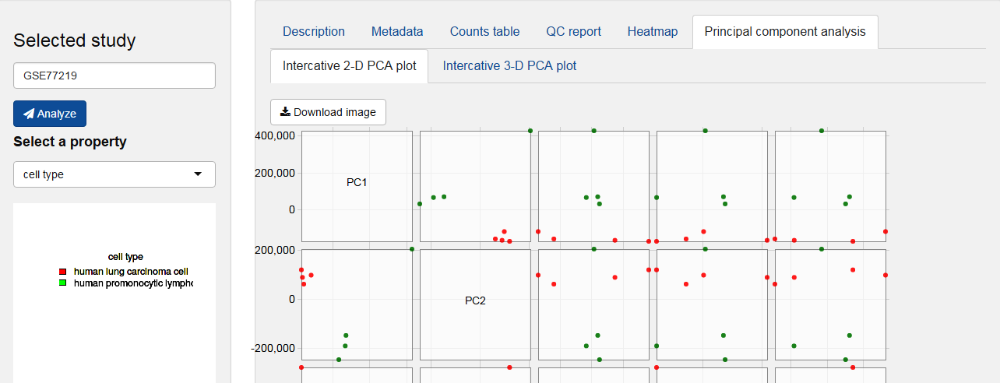 Selected study
GSE77219
Analyze
Select a property
cell type
cell type
human lung carcinoma cell
human promonocytic lympho
Description Metadata Counts table QC report Heatmap Principal component analysis
Intercative 2-D PCA plot Intercative 3-D PCA plot
Download image
400,000
200,000
PC1
0
200,000
0
PC2
-200,000